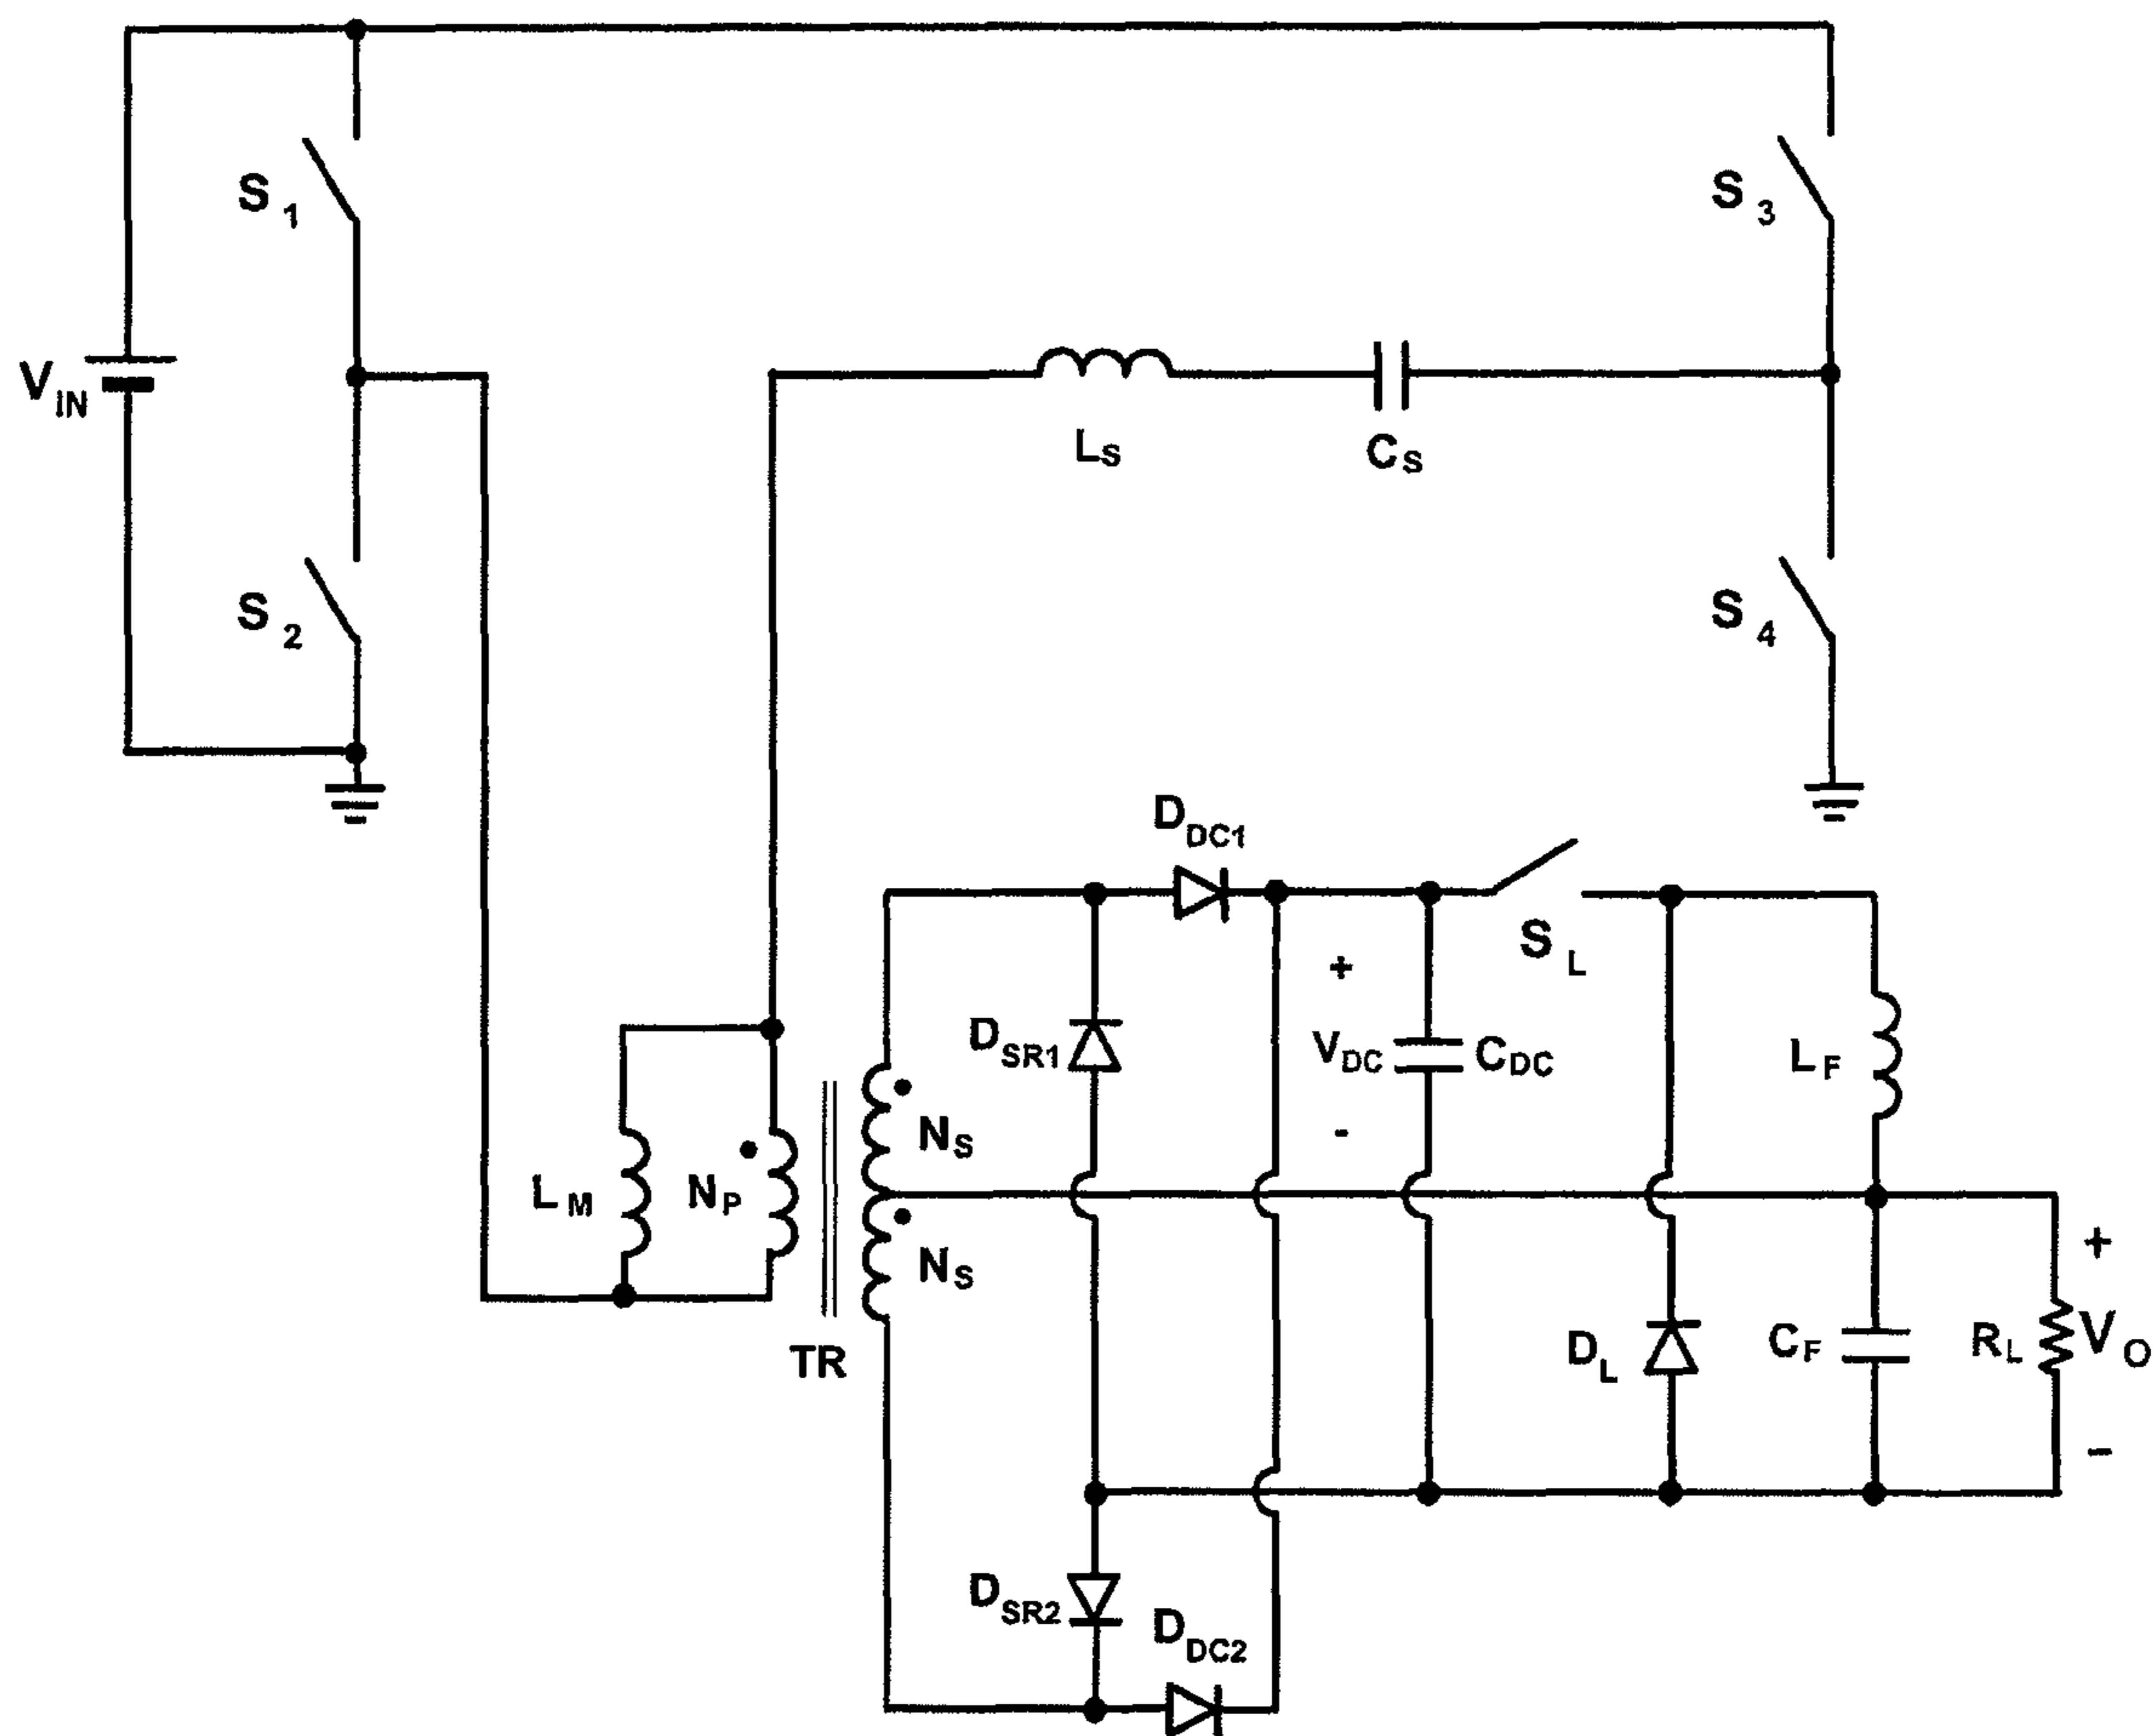 S1
S3
VIN
LS
CS
S2
S4
DDC1
SL
+
DSR1
VDC
CDC
LF
-
NS
LM
NP
NS
+
TR
DL
CF
RL
VO
-
DSR2
DDC2